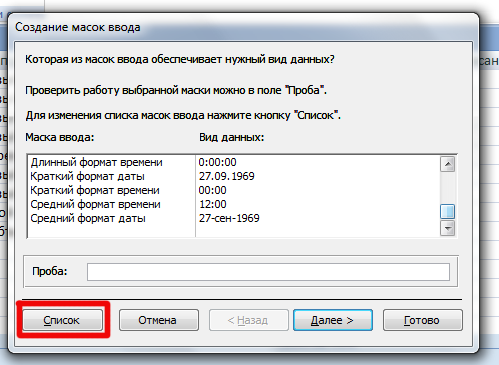 Создание масок ввода
Которая из масок ввода обеспечивает нужный вид данных?
Проверить работу выбранной маски можно в поле "Проба".
Для изменения списка масок ввода нажмите кнопку "Список".
Маска ввода: Вид данных:
Длинный формат времени 0:00:00
Краткий формат даты 27.09.1969
Краткий формат времени 00:00
Средний формат времени 12:00
Средний формат даты 27-сен-1969
Проба:
Список Отмена < Назад Далее > Готово